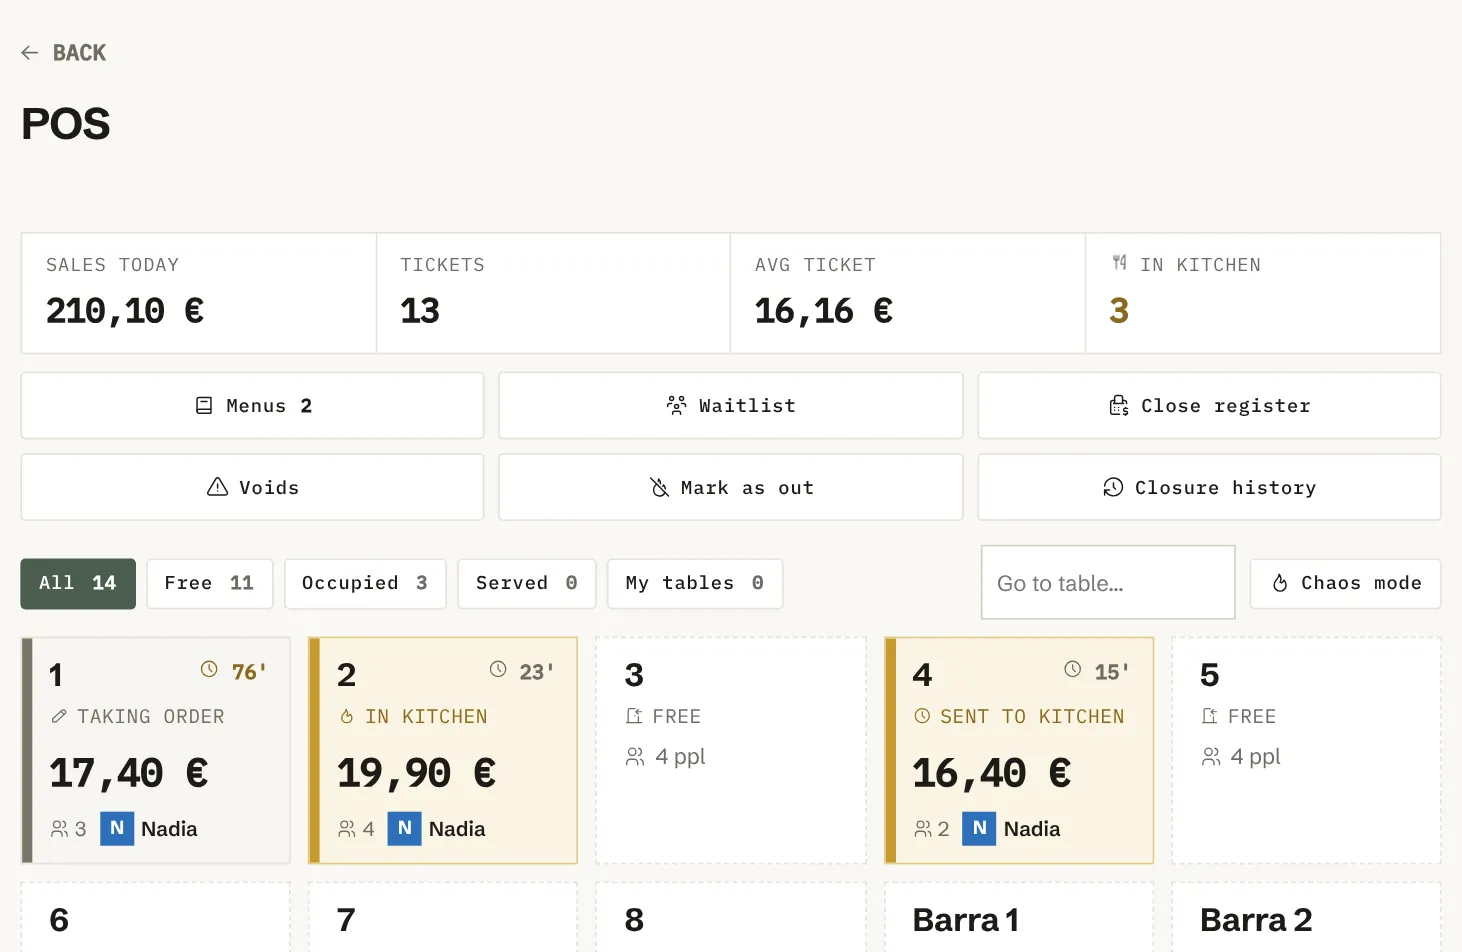 ← BACK
POS
SALES TODAY
210,10 €
TICKETS
13
AVG TICKET
16,16 €
IN KITCHEN
3
Menus 2
Waitlist
Close register
Voids
Mark as out
Closure history
All 14
Free 11
Occupied 3
Served 0
My tables 0
Go to table...
Chaos mode
1
76'
TAKING ORDER
17,40 €
3
N
Nadia
2
23'
IN KITCHEN
19,90 €
4
N
Nadia
3
FREE
4 ppl
4
15'
SENT TO KITCHEN
16,40 €
2
N
Nadia
5
FREE
4 ppl
6
7
8
Barra 1
Barra 2